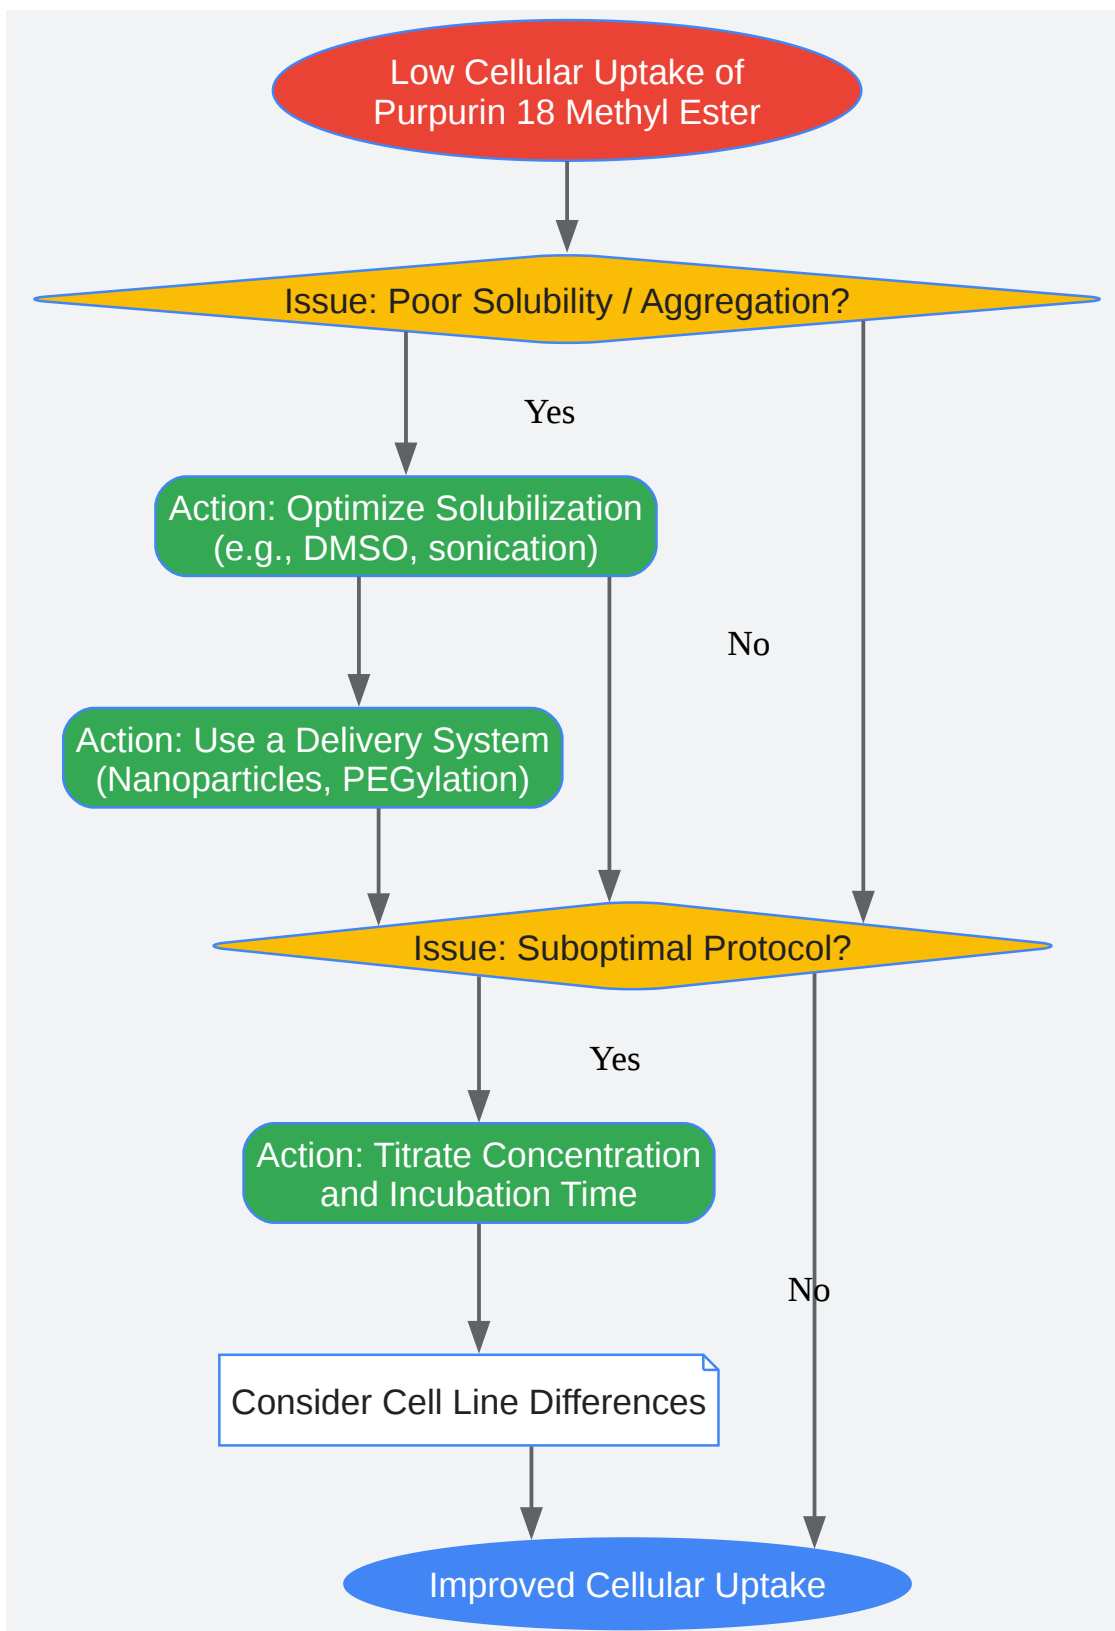 Low Cellular Uptake of
Purpurin 18 Methyl Ester
Issue: Poor Solubility / Aggregation?
Yes
Action: Optimize Solubilization
(e.g., DMSO, sonication)
No
Action: Use a Delivery System
(Nanoparticles, PEGylation)
Issue: Suboptimal Protocol?
Yes
Action: Titrate Concentration
and Incubation Time
No
Consider Cell Line Differences
Improved Cellular Uptake